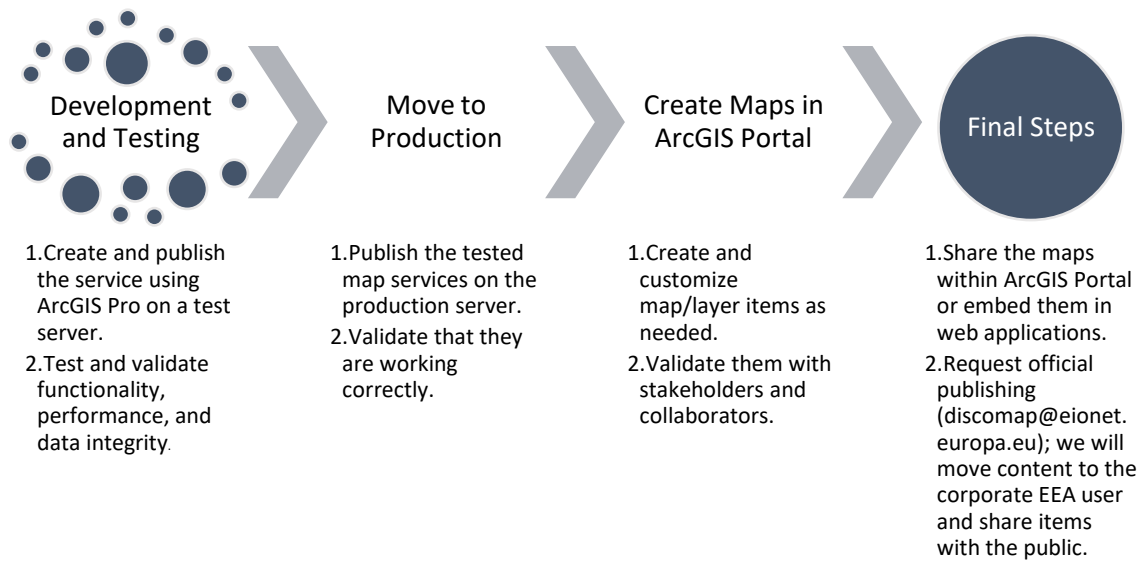 Development
and Testing
1.Create and publish
the service using
ArcGIS Pro on a test
server.
2.Test and validate
functionality,
performance, and
data integrity.
Move to
Production
1.Publish the tested
map services on the
production server.
2.Validate that they
are working
correctly.
Create Maps in
ArcGIS Portal
1.Create and
customize
map/layer items as
needed.
2.Validate them with
stakeholders and
collaborators.
Final Steps
1.Share the maps
within ArcGIS Portal
or embed them in
web applications.
2.Request official
publishing
(discomap@eionet.
europa.eu); we will
move content to the
corporate EEA user
and share items
with the public.